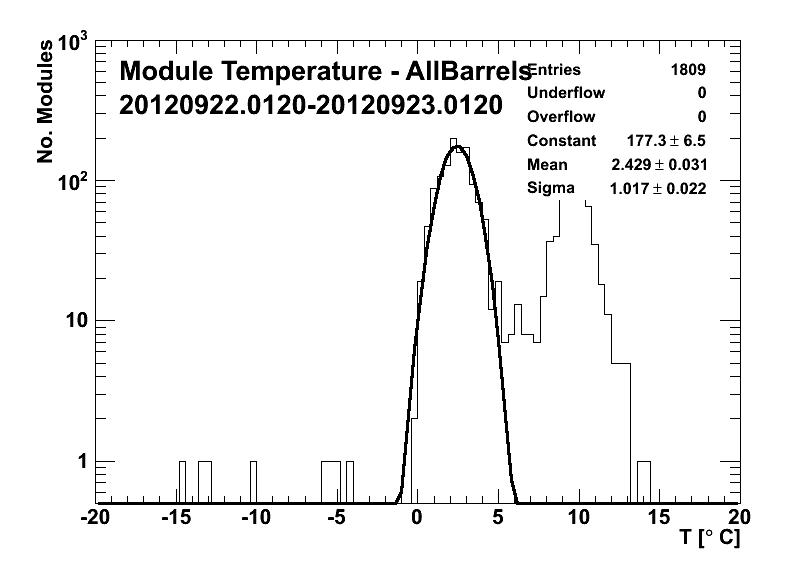 No. Modules
Module Temperature - AllBarrels
20120922.0120-20120923.0120
Entries 1809
Underflow 0
Overflow 0
Constant 177.3 ± 6.5
Mean 2.429 ± 0.031
Sigma 1.017 ± 0.022
10³
10²
10
1
-20 -15 -10 -5 0 5 10 15 20
T [° C]